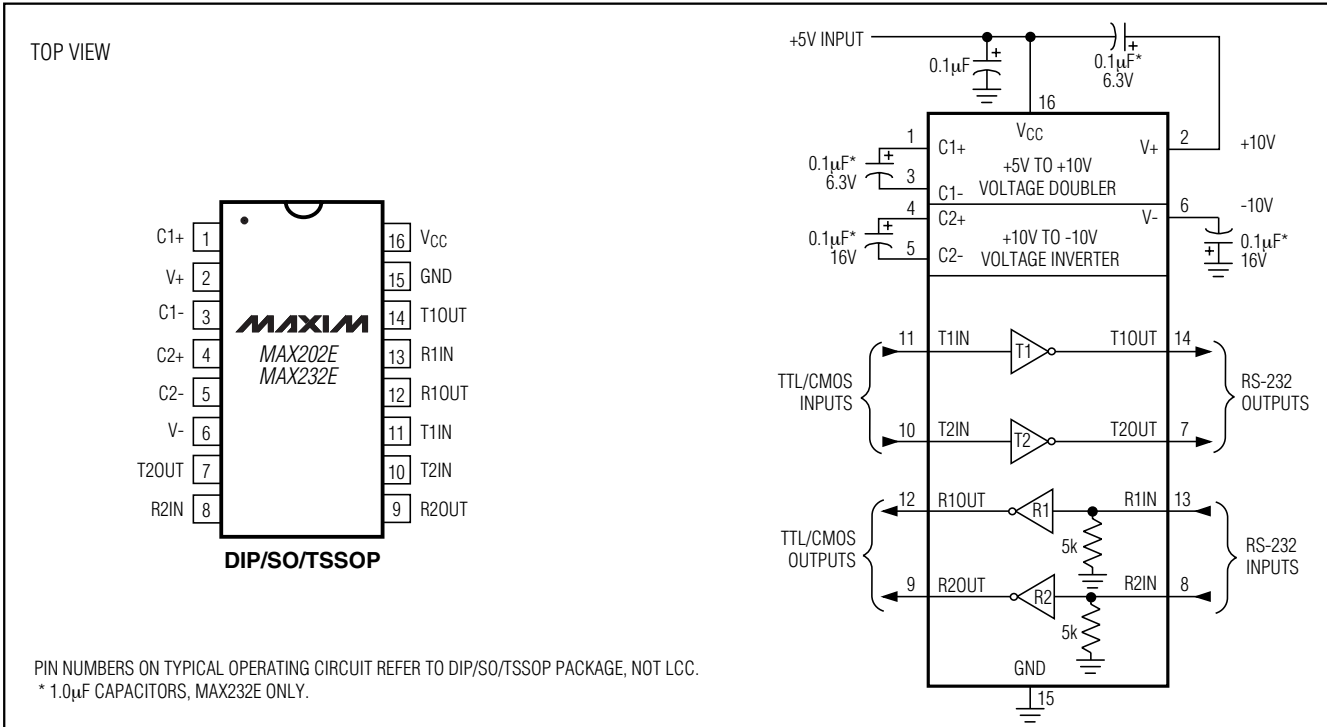 TOP VIEW
C1+ 1
V+ 2
C1- 3
C2+ 4
C2- 5
V- 6
T2OUT 7
R2IN 8
16 VCC
15 GND
14 T1OUT
13 R1IN
12 R1OUT
11 T1IN
10 T2IN
9 R2OUT
MAXIM
MAX202E
MAX232E
DIP/SO/TSSOP
+5V INPUT
0.1μF
+
0.1μF*
6.3V
+
16
VCC
1
C1+
0.1μF*
6.3V
+
3
C1-
+5V TO +10V
VOLTAGE DOUBLER
V+
2
+10V
4
C2+
0.1μF*
16V
+
5
C2-
+10V TO -10V
VOLTAGE INVERTER
V-
6
-10V
0.1μF*
16V
+
TTL/CMOS
INPUTS
11 T1IN T1 T1OUT 14
10 T2IN T2 T2OUT 7
RS-232
OUTPUTS
TTL/CMOS
OUTPUTS
12 R1OUT R1 R1IN 13
5k
9 R2OUT R2 R2IN 8
5k
RS-232
INPUTS
GND
15
PIN NUMBERS ON TYPICAL OPERATING CIRCUIT REFER TO DIP/SO/TSSOP PACKAGE, NOT LCC.
* 1.0μF CAPACITORS, MAX232E ONLY.